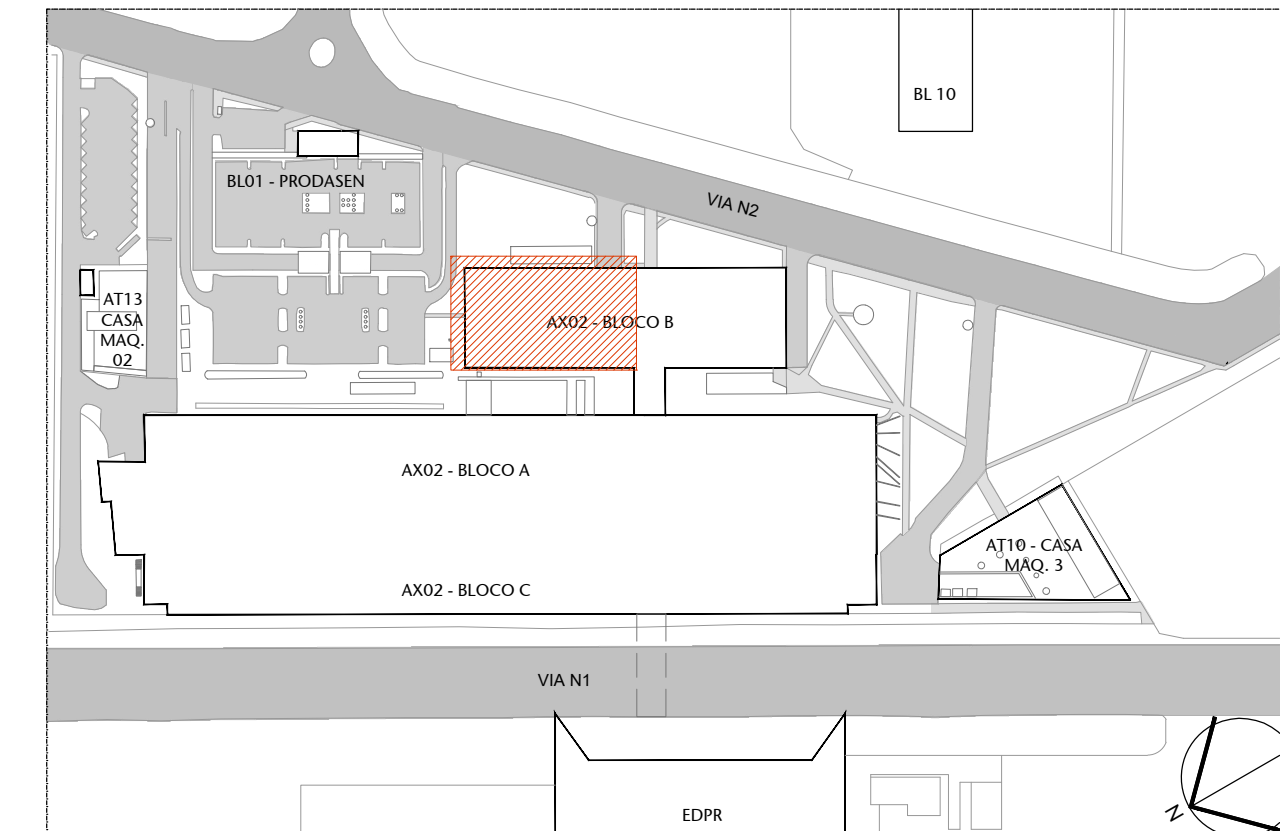 BL 10
BL01 - PRODASEN
VIA N2
AT13
CASA
MAQ.
02
AX02 - BLOCO B
AX02 - BLOCO A
AT10 - CASA
MAQ. 3
AX02 - BLOCO C
VIA N1
EDPR
N